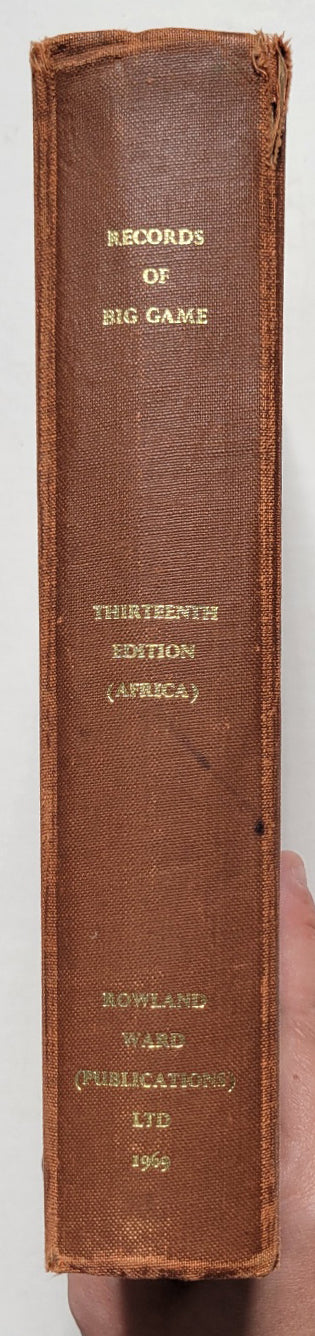 RECORDS
OF
BIG GAME
THIRTEENTH
EDITION
(AFRICA)
ROWLAND
WARD
(PUBLICATIONS)
LTD
1969